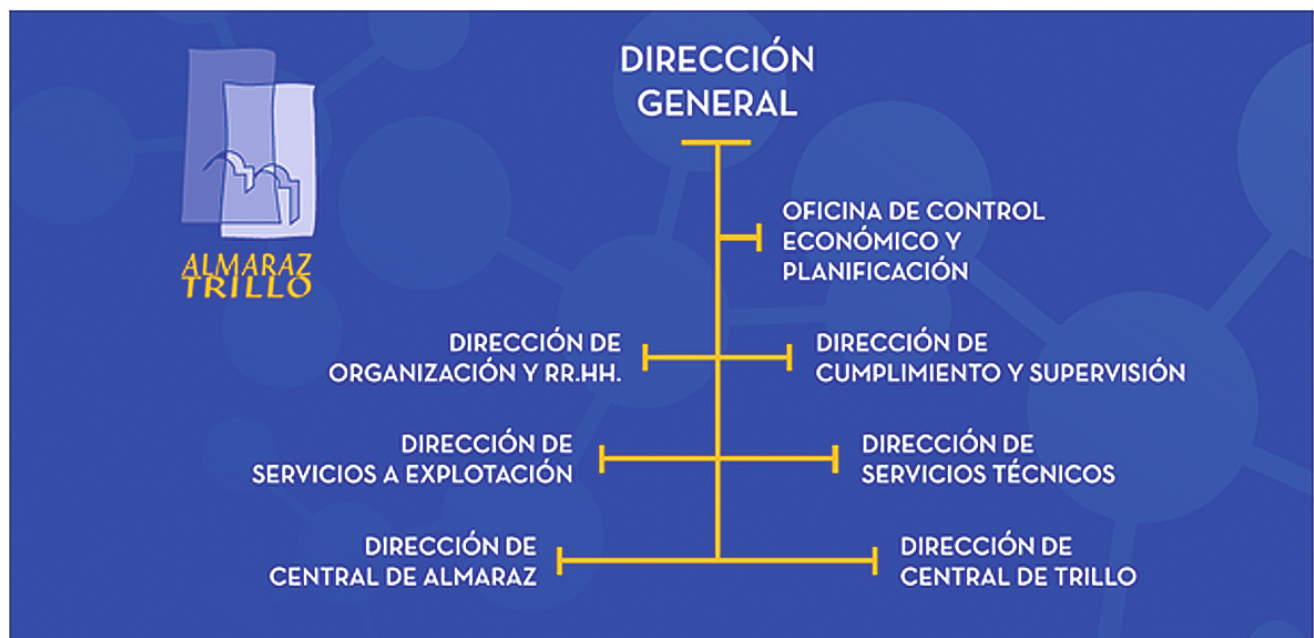 ALMARAZ
TRILLO
DIRECCIÓN
GENERAL
OFICINA DE CONTROL
ECONÓMICO Y
PLANIFICACIÓN
DIRECCIÓN DE
ORGANIZACIÓN Y RR.HH.
DIRECCIÓN DE
CUMPLIMIENTO Y SUPERVISIÓN
DIRECCIÓN DE
SERVICIOS A EXPLOTACIÓN
DIRECCIÓN DE
SERVICIOS TÉCNICOS
DIRECCIÓN DE
CENTRAL DE ALMARAZ
DIRECCIÓN DE
CENTRAL DE TRILLO